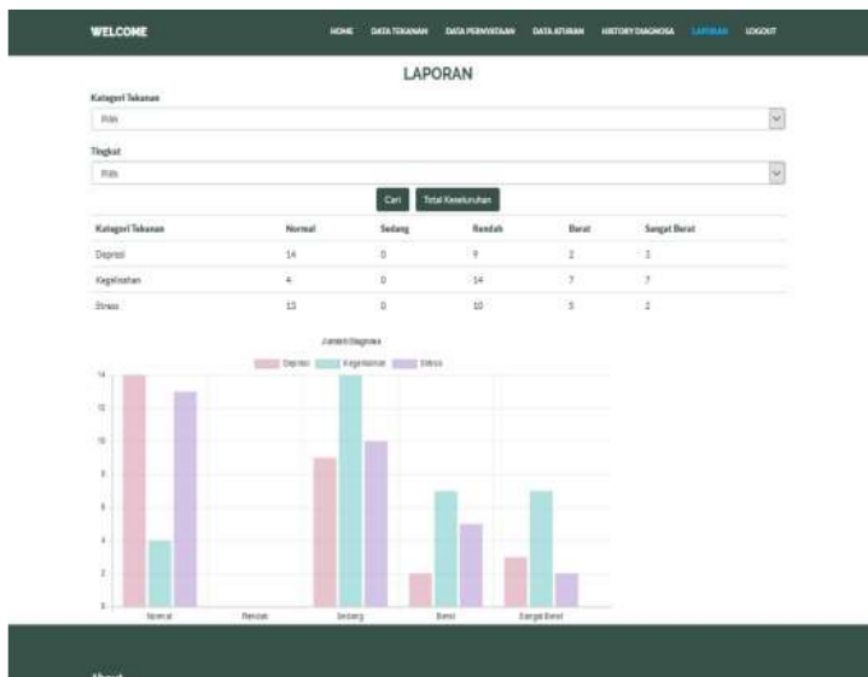 WELCOME HOME DATA TEKANAN DATA PERNYATAAN DATA ATURAN HISTORY DIAGNOSA LAPORAN LOGOUT
LAPORAN
Kategori Tekanan
Pilih
Tingkat
Pilih
Cari Total Keseluruhan
Kategori Tekanan Normal Sedang Rendah Berat Sangat Berat
Depresi 14 0 9 2 3
Kegelisahan 4 0 14 7 7
Stress 13 0 10 5 2
Jumlah Diagnosa
Depresi Kegelisahan Stress
14
12
10
8
6
4
2
0
Normal Rendah Sedang Berat Sangat Berat
About